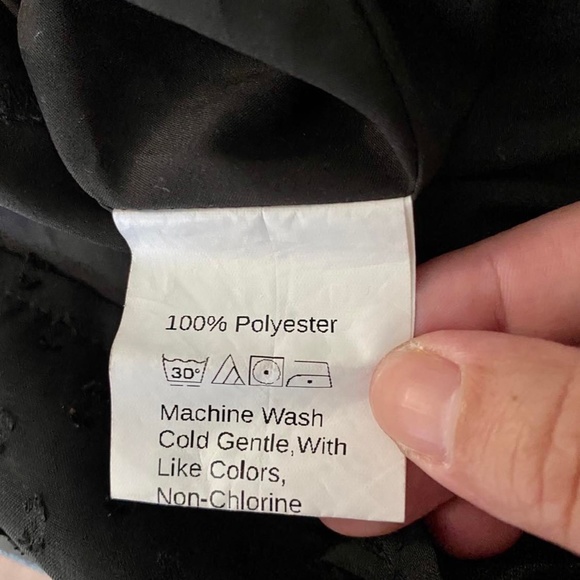 100% Polyester
30°
Machine Wash
Cold Gentle,With
Like Colors,
Non-Chlorine